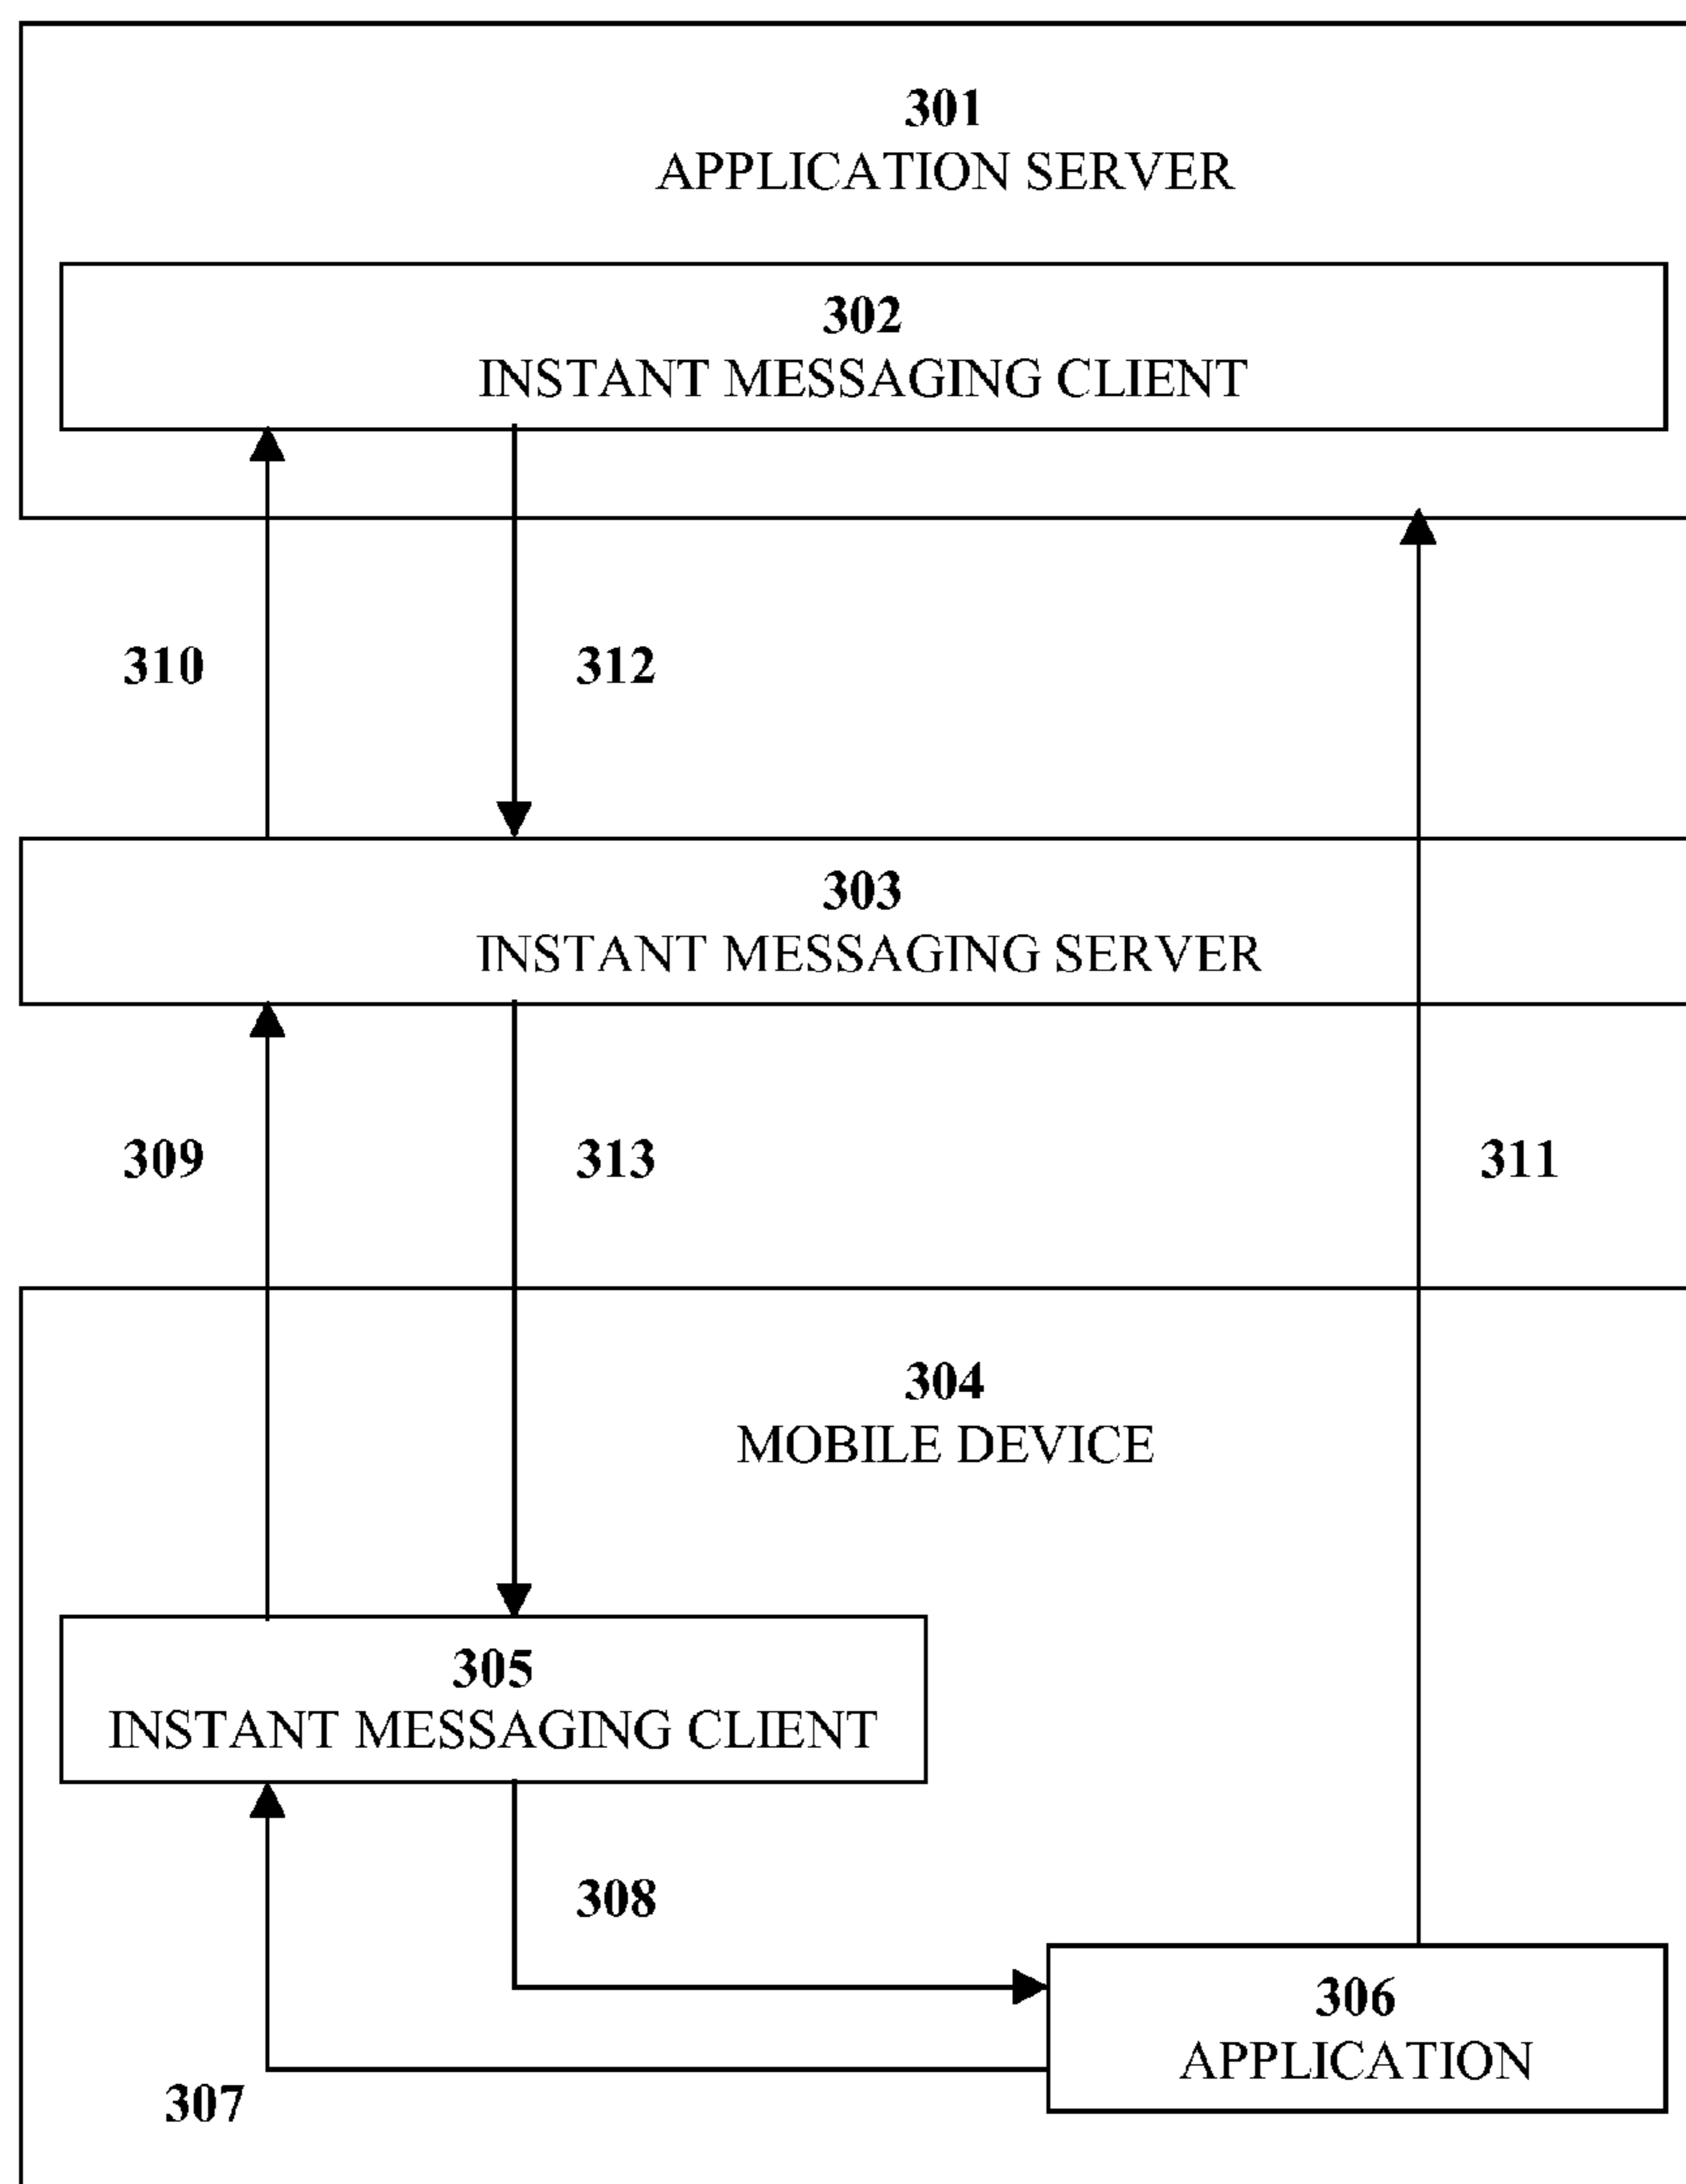 301
APPLICATION SERVER
302
INSTANT MESSAGING CLIENT
310
312
303
INSTANT MESSAGING SERVER
309
313
311
304
MOBILE DEVICE
305
INSTANT MESSAGING CLIENT
308
306
APPLICATION
307